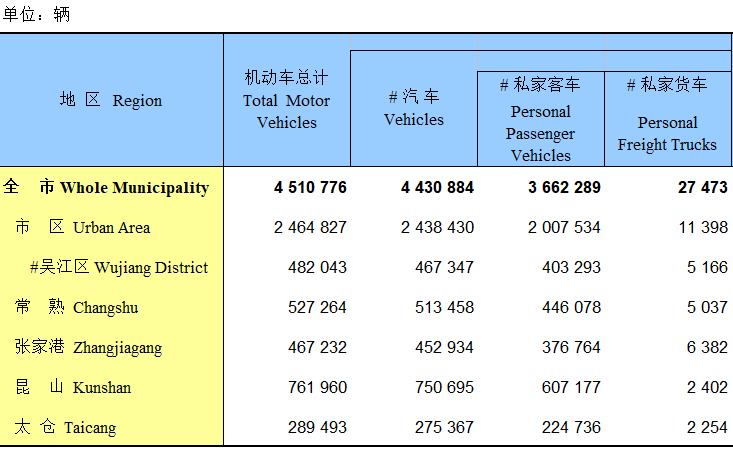 单位：辆
地 区 Region
机动车总计
Total Motor
Vehicles
# 汽 车
Vehicles
# 私家客车
Personal
Passenger
Vehicles
# 私家货车
Personal
Freight Trucks
全 市 Whole Municipality 4 510 776 4 430 884 3 662 289 27 473
市 区 Urban Area 2 464 827 2 438 430 2 007 534 11 398
#吴江区 Wujiang District 482 043 467 347 403 293 5 166
常 熟 Changshu 527 264 513 458 446 078 5 037
张家港 Zhangjiagang 467 232 452 934 376 764 6 382
昆 山 Kunshan 761 960 750 695 607 177 2 402
太 仓 Taicang 289 493 275 367 224 736 2 254